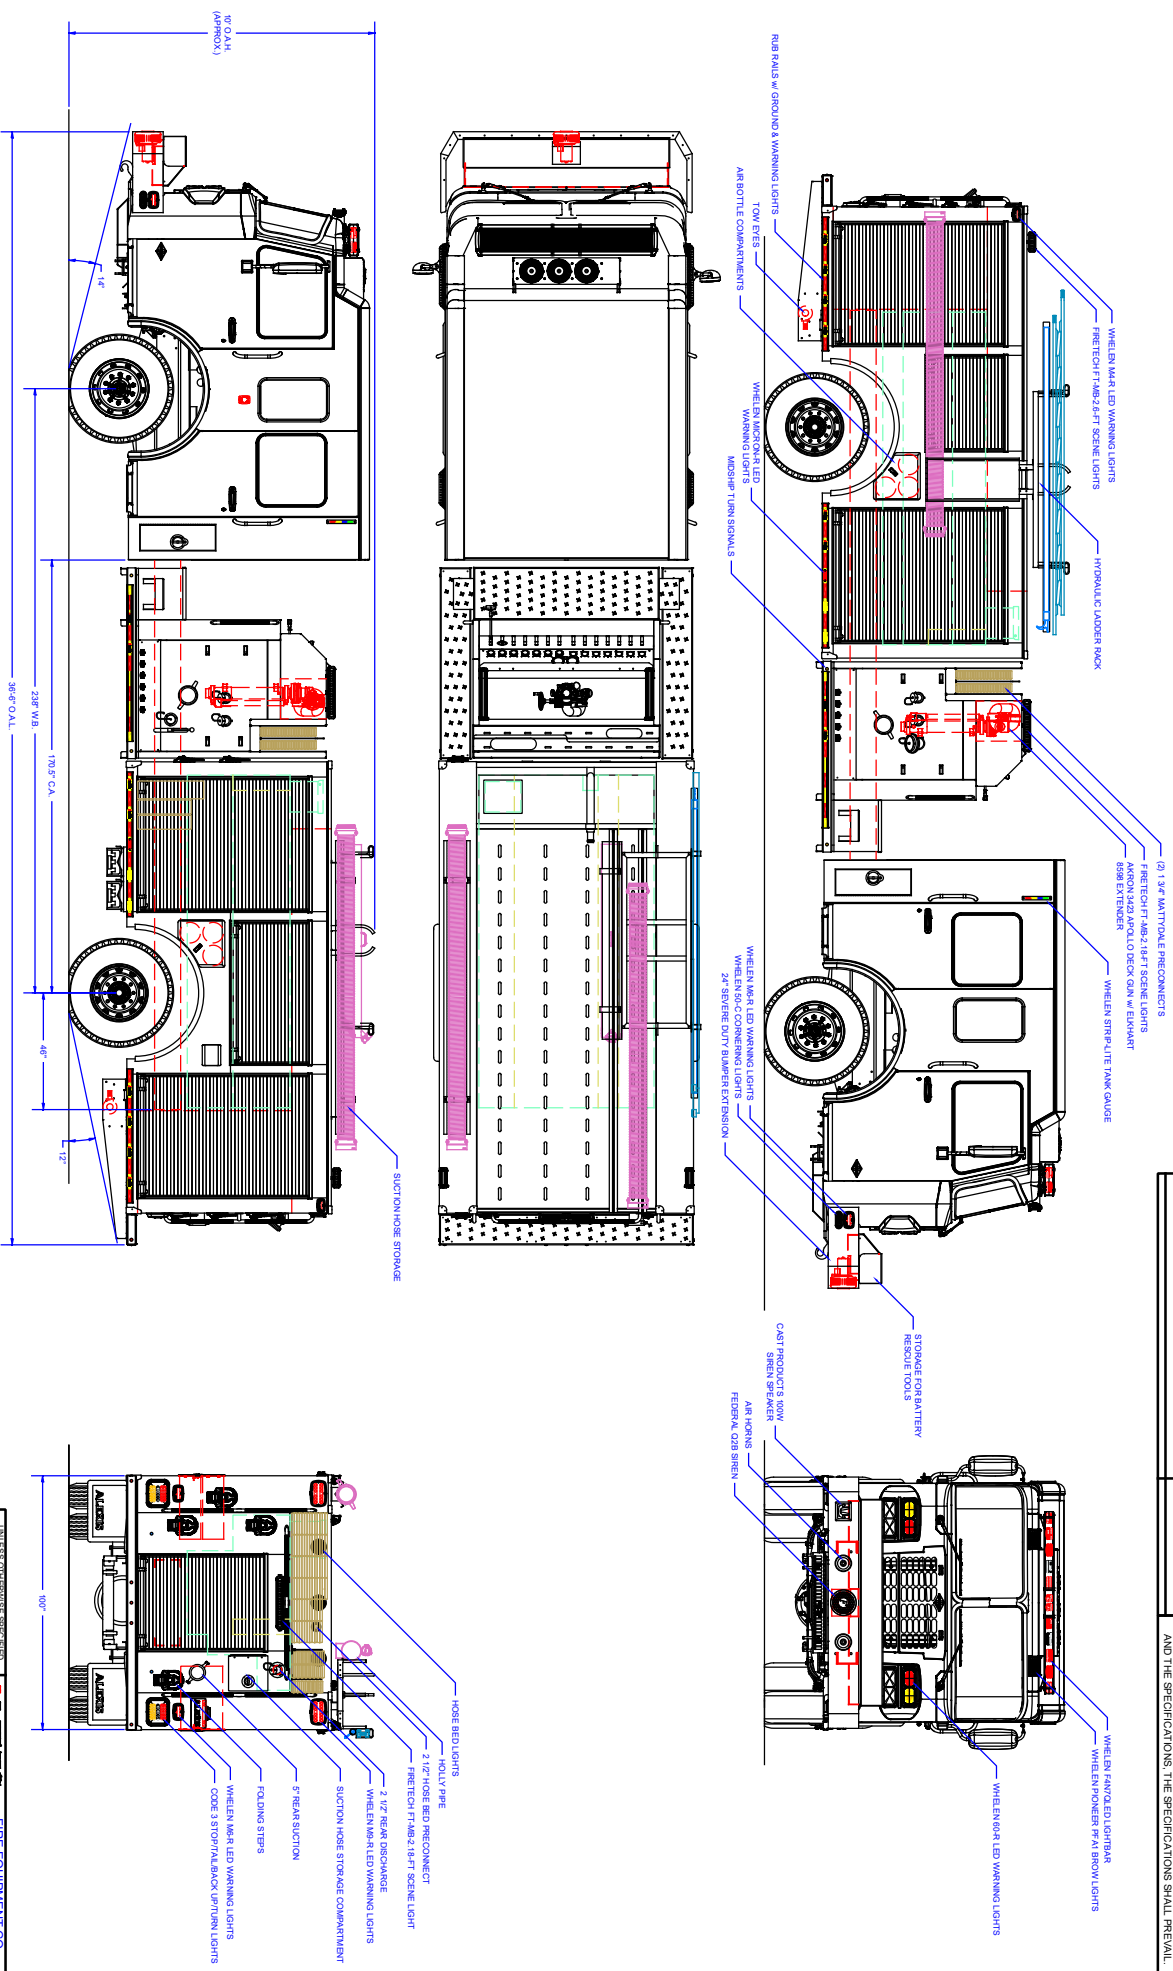 AND THE SPECIFICATIONS, THE SPECIFICATIONS SHALL PREVAIL.
WHELEN M4-R LED WARNING LIGHTS
FIRETECH FT-MB-2.6-FT SCENE LIGHTS
HYDRAULIC LADDER RACK
(2) 1 3/4" MATTYDALE PRECONNECTS
FIRETECH FT-MB-2.18-FT SCENE LIGHTS
AKRON 3423 APOLLO DECK GUN w/ ELKHART
8598 EXTENDER
WHELEN STRIP-LITE TANK GAUGE
RUB RAILS w/ GROUND & WARNING LIGHTS
TOW EYES
AIR BOTTLE COMPARTMENTS
WHELEN MICRON-R LED
WARNING LIGHTS
MIDSHIP TURN SIGNALS
WHELEN M6-R LED WARNING LIGHTS
WHELEN 50-C CORNERING LIGHTS
24" SEVERE DUTY BUMPER EXTENSION
STORAGE FOR BATTERY
RESCUE TOOLS
CAST PRODUCTS 100W
SIREN SPEAKER
AIR HORNS
FEDERAL Q2B SIREN
WHELEN F4N7QLED LIGHTBAR
WHELEN PIONEER PFA1 BROW LIGHTS
WHELEN 60-R LED WARNING LIGHTS
10' O.A.H.
(APPROX.)
14°
238" W.B.
170.5" C.A.
36'-6" O.A.L.
46"
12°
SUCTION HOSE STORAGE
ALEXIS
ALEXIS
100"
HOSE BED LIGHTS
HOLLY PIPE
2 1/2" HOSE BED PRECONNECT
FIRETECH FT-MB-2.18-FT SCENE LIGHT
2 1/2" REAR DISCHARGE
WHELEN M9-R LED WARNING LIGHTS
SUCTION HOSE STORAGE COMPARTMENT
5" REAR SUCTION
FOLDING STEPS
WHELEN M6-R LED WARNING LIGHTS
CODE 3 STOP/TAIL/BACK UP/TURN LIGHTS
UNLESS OTHERWISE SPECIFIED
FIRE EQUIPMENT CO.